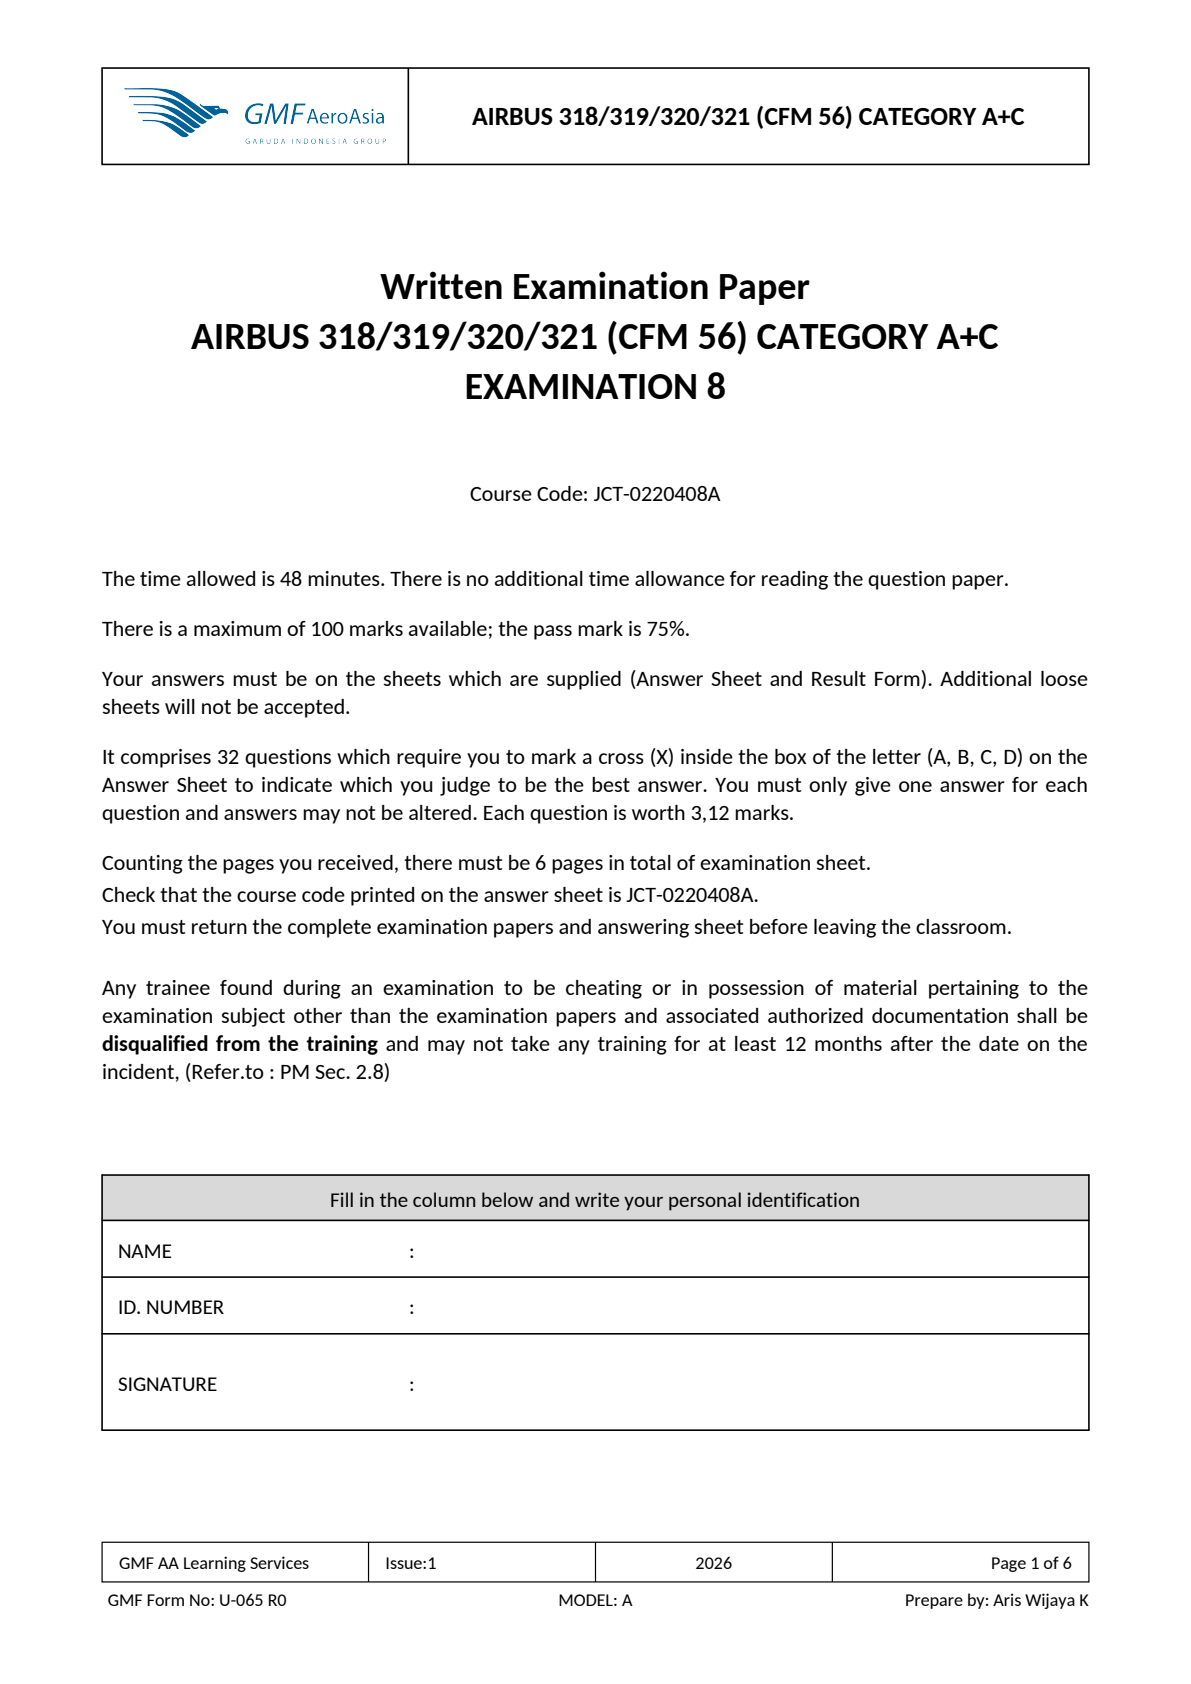 GMF AeroAsia
GARUDA INDONESIA GROUP
AIRBUS 318/319/320/321 (CFM 56) CATEGORY A+C
Written Examination Paper
AIRBUS 318/319/320/321 (CFM 56) CATEGORY A+C
EXAMINATION 8
Course Code: JCT-0220408A
The time allowed is 48 minutes. There is no additional time allowance for reading the question paper.
There is a maximum of 100 marks available; the pass mark is 75%.
Your answers must be on the sheets which are supplied (Answer Sheet and Result Form). Additional loose
sheets will not be accepted.
It comprises 32 questions which require you to mark a cross (X) inside the box of the letter (A, B, C, D) on the
Answer Sheet to indicate which you judge to be the best answer. You must only give one answer for each
question and answers may not be altered. Each question is worth 3,12 marks.
Counting the pages you received, there must be 6 pages in total of examination sheet.
Check that the course code printed on the answer sheet is JCT-0220408A.
You must return the complete examination papers and answering sheet before leaving the classroom.
Any trainee found during an examination to be cheating or in possession of material pertaining to the
examination subject other than the examination papers and associated authorized documentation shall be
disqualified from the training and may not take any training for at least 12 months after the date on the
incident, (Refer.to : PM Sec. 2.8)
Fill in the column below and write your personal identification
NAME :
ID. NUMBER :
SIGNATURE :
GMF AA Learning Services Issue:1 2026 Page 1 of 6
GMF Form No: U-065 R0 MODEL: A Prepare by: Aris Wijaya K